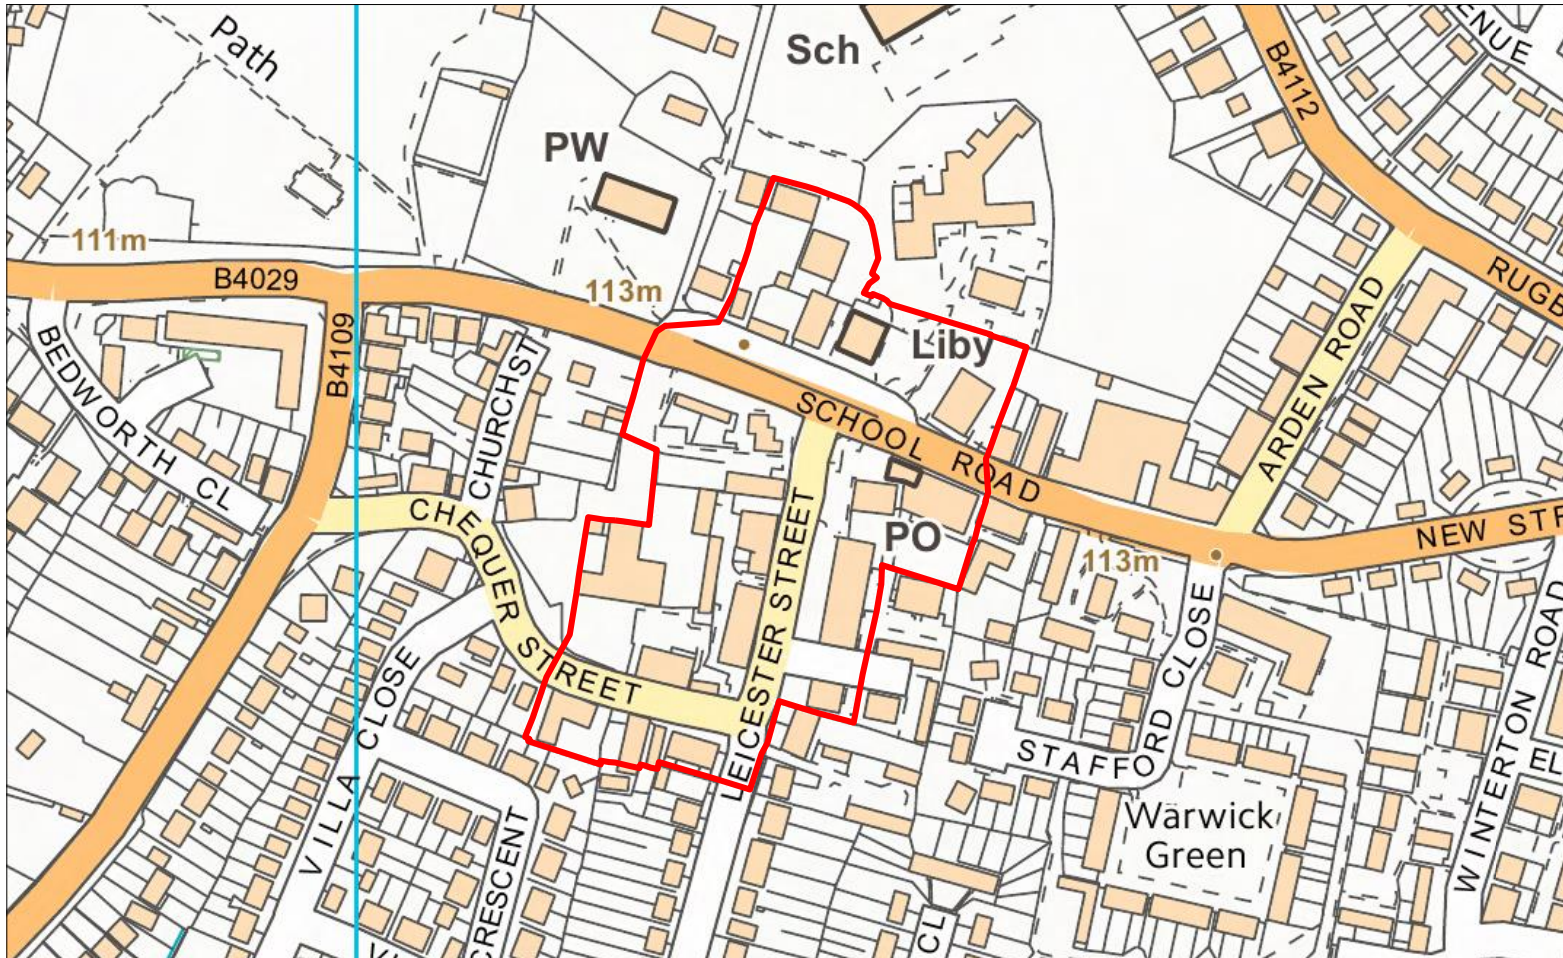 Path
Sch
ENUE
B4112
PW
111m
B4029
113m
RUGB
BEDWORTH CL
B4109
CHURCH ST
Liby
SCHOOL ROAD
ARDEN ROAD
CHEQUER STREET
LEICESTER STREET
PO
113m
NEW STR
VILLA CLOSE
STAFFORD CLOSE
WINTERTON ROAD
EL
Warwick
Green
CRESCENT
CL